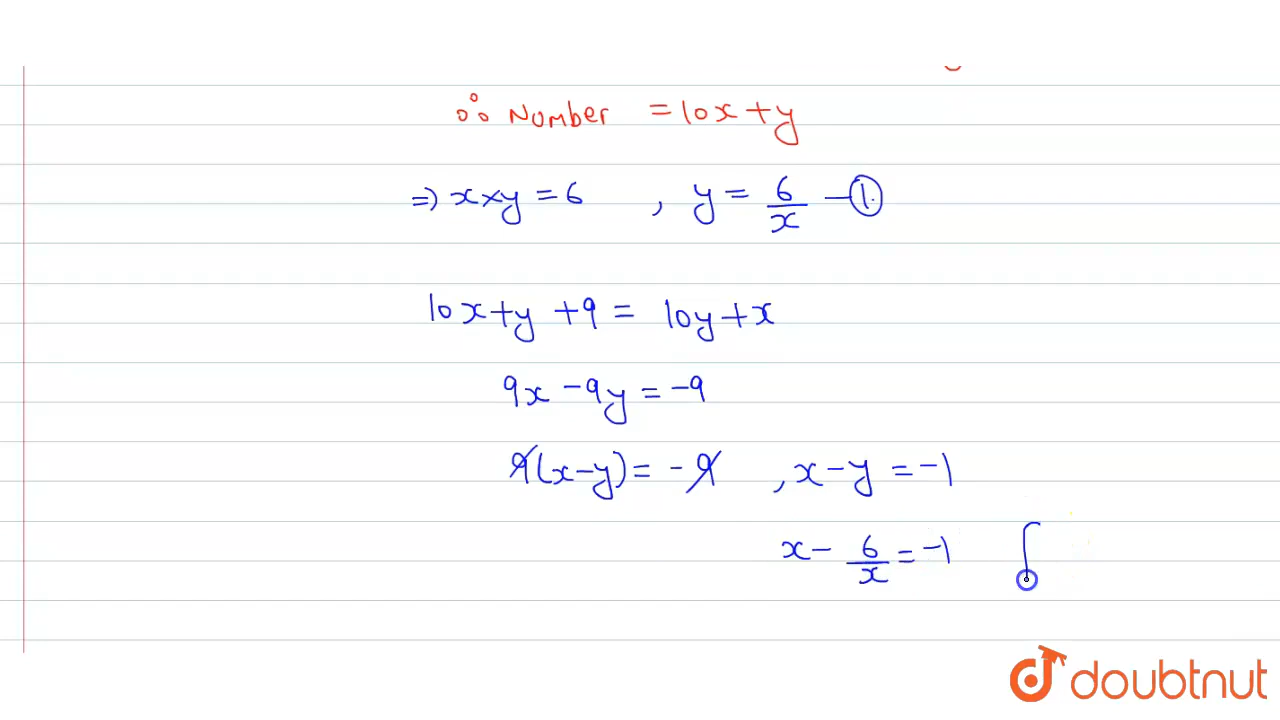 ∴ Number = 10x + y
⇒ x × y = 6 , y = 6/x — ①.
10x + y + 9 = 10y + x
9x - 9y = -9
9(x-y) = -9 , x - y = -1
x - 6/x = -1 [
doubtnut